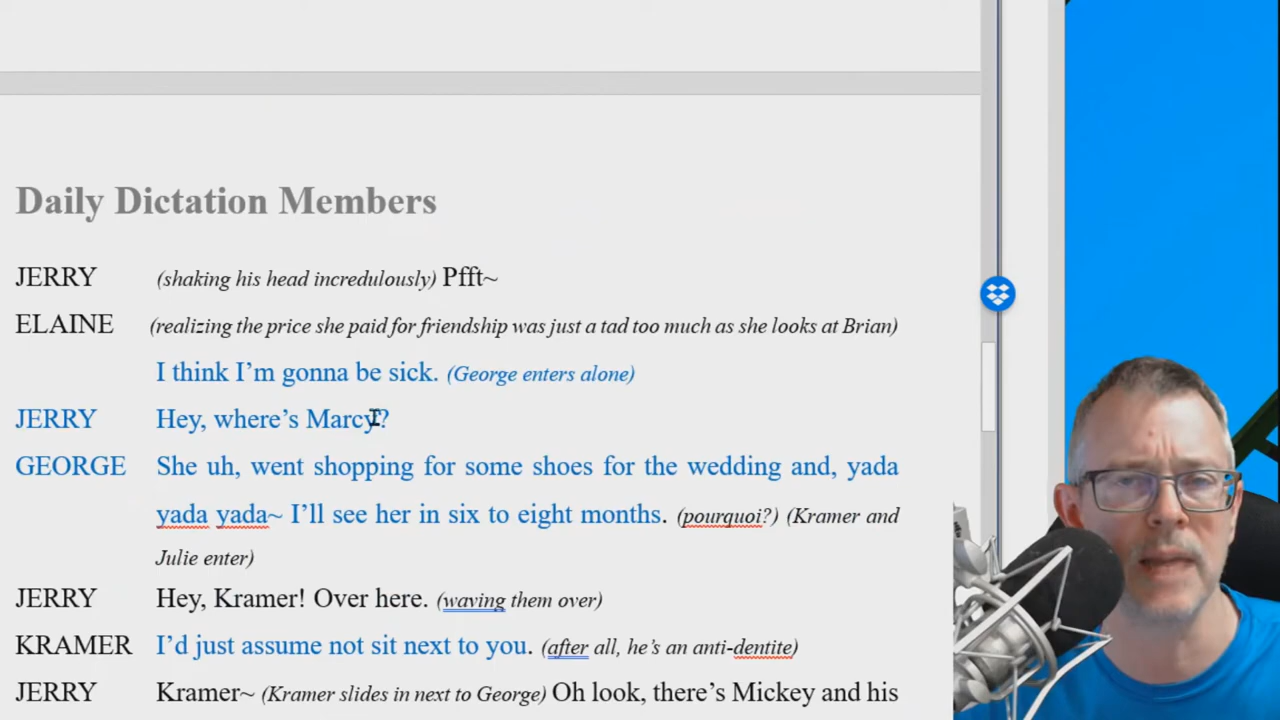 Daily Dictation Members
JERRY (shaking his head incredulously) Pfft~
ELAINE (realizing the price she paid for friendship was just a tad too much as she looks at Brian)
I think I’m gonna be sick. (George enters alone)
JERRY Hey, where’s Marcy?
GEORGE She uh, went shopping for some shoes for the wedding and, yada
yada yada~ I’ll see her in six to eight months. (pourquoi?) (Kramer and
Julie enter)
JERRY Hey, Kramer! Over here. (waving them over)
KRAMER I’d just assume not sit next to you. (after all, he’s an anti-dentite)
JERRY Kramer~ (Kramer slides in next to George) Oh look, there’s Mickey and his